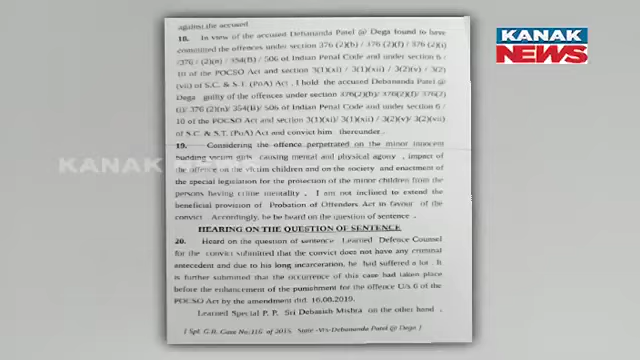 KANAK
NEWS
against the accused
18. In view of the accused Debananda Patel @ Dega found to have
committed the offences under section 376 (2)(b) / 376 (2)(f) / 376 (2)(i)
/376 / (2)(n) / 354(B) / 506 of Indian Penal Code and under section 6 /
10 of the POCSO Act and section 3(1)(xi) / 3(1)(xii) / 3(2)(v) / 3(2)
(vii) of S.C. & S.T. (PoA) Act , I hold the accused Debananda Patel @
Dega guilty of the offences under section 376(2)(b)/ 376(2)(f)/ 376(2)
(i)/ 376 (2)(n)/ 354(B)/ 506 of Indian Penal Code and under section 6 /
10 of the POCSO Act and section 3(1)(xi)/ 3(1)(xii) / 3(2)(v)/ 3(2)(vii)
of S.C. & S.T. (PoA) Act and convict him thereunder.
19. Considering the offence perpetrated on the minor innocent
budding victim girls causing mental and physical agony , impact of
the offence on the victim children and on the society and enactment of
the special legislation for the protection of the minor children from the
persons having crime mentality , I am not inclined to extend the
beneficial provision of Probation of Offenders Act in favour of the
convict . Accordingly, he be heard on the question of sentence .
KANAK
HEARING ON THE QUESTION OF SENTENCE
20. Heard on the question of sentence . Learned Defence Counsel
for the convict submitted that the convict does not have any criminal
antecedent and due to his long incarceration, he had suffered a lot . It
is further submitted that the occurrence of this case had taken place
before the enhancement of the punishment for the offence U/s 6 of the
POCSO Act by the amendment dtd. 16.08.2019.
Learned Special P. P. Sri Debasish Mishra on the other hand ,
[ Spl. G.R. Case No.116 of 2015 State -Vrs-Debananda Patel @ Dega ]